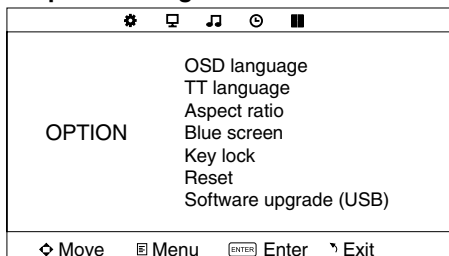 OSD language
TT language
Aspect ratio
OPTION
Blue screen
Key lock
Reset
Software upgrade (USB)
Move Menu ENTER Enter Exit